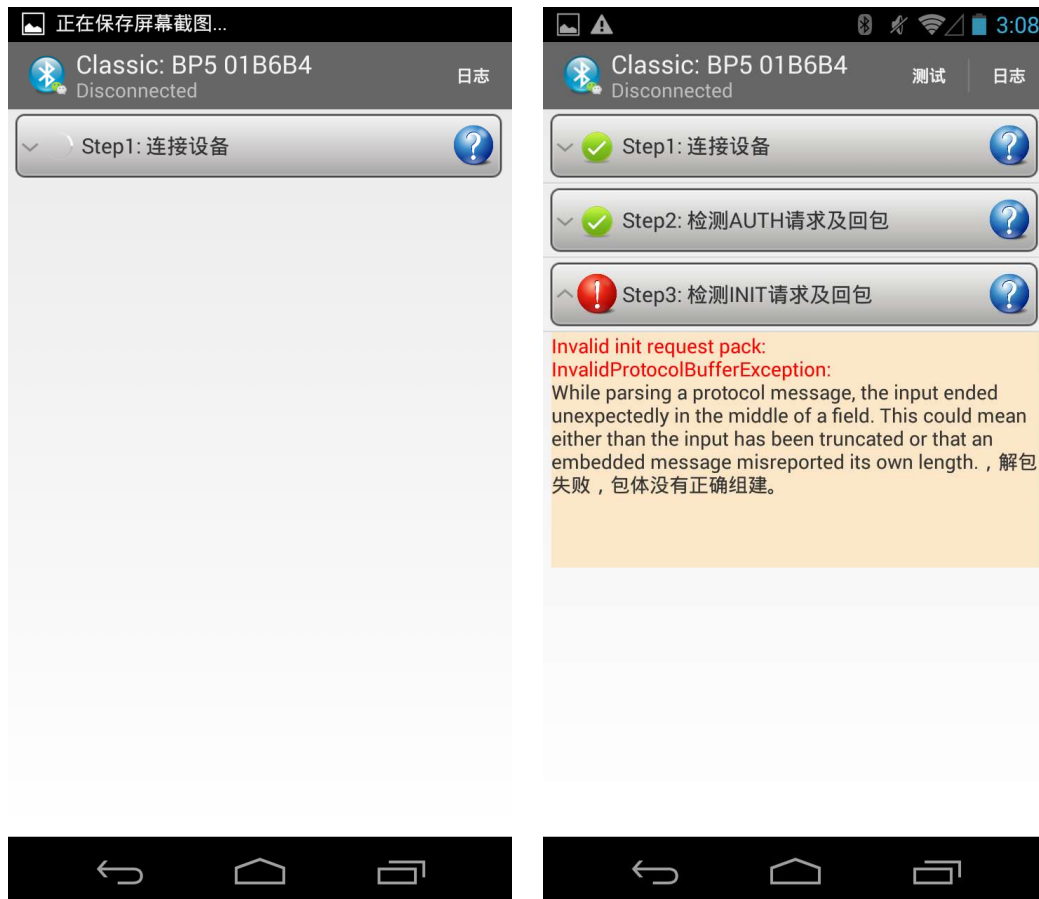 正在保存屏幕截图...
Classic: BP5 01B6B4
Disconnected
日志
Step1: 连接设备
3:08
Classic: BP5 01B6B4
Disconnected
测试
日志
Step1: 连接设备
Step2: 检测AUTH请求及回包
Step3: 检测INIT请求及回包
Invalid init request pack:
InvalidProtocolBufferException:
While parsing a protocol message, the input ended
unexpectedly in the middle of a field. This could mean
either than the input has been truncated or that an
embedded message misreported its own length. , 解包
失败，包体没有正确组建。